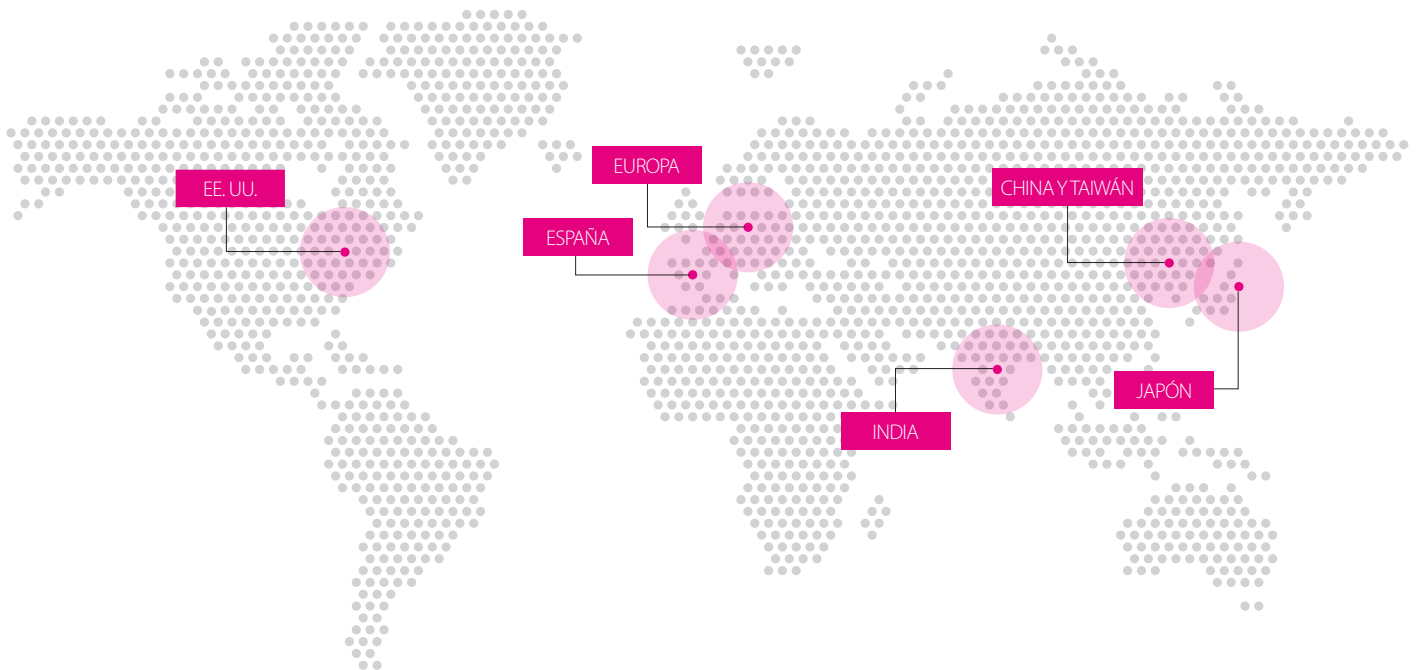 EUROPA
EE. UU.
CHINA Y TAIWÁN
ESPAÑA
JAPÓN
INDIA